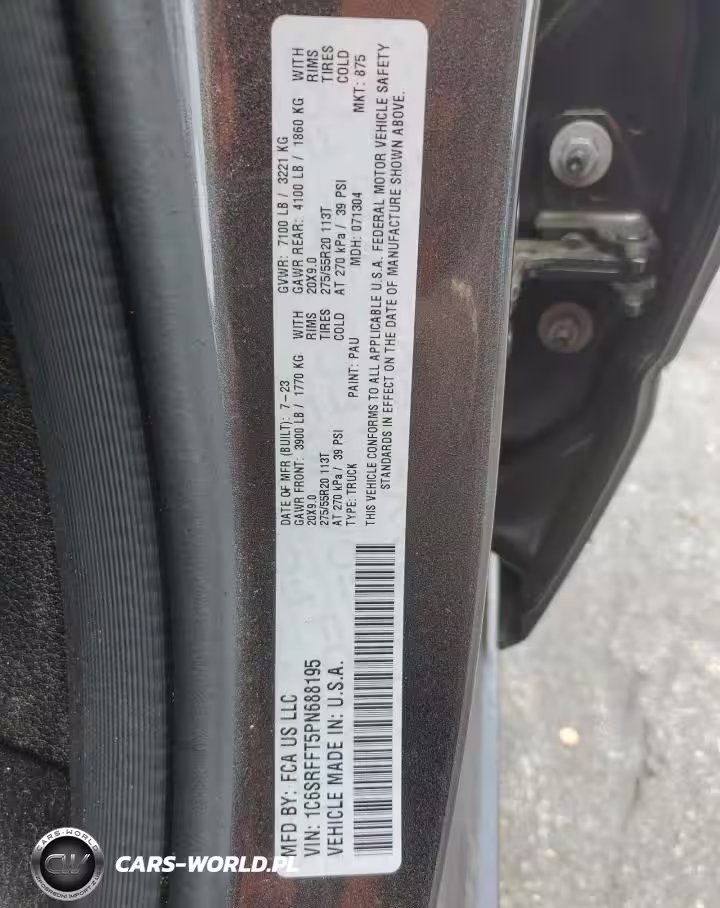 MFD BY: FCA US LLC
VIN: 1C6SRFFT5PN688195
VEHICLE MADE IN: U.S.A.
DATE OF MFR (BUILT): 7-23 GVWR: 7100 LB / 3221 KG
GAWR FRONT: 3900 LB / 1770 KG WITH GAWR REAR: 4100 LB / 1860 KG WITH
20X9.0 RIMS 20X9.0 RIMS
275/55R20 113T TIRES 275/55R20 113T TIRES
AT 270 kPa / 39 PSI COLD AT 270 kPa / 39 PSI COLD
TYPE: TRUCK PAINT: PAU MDH: 071304 MKT: 875
THIS VEHICLE CONFORMS TO ALL APPLICABLE U.S.A. FEDERAL MOTOR VEHICLE SAFETY
STANDARDS IN EFFECT ON THE DATE OF MANUFACTURE SHOWN ABOVE.
CARS-WORLD
CW
CARS-WORLD.PL